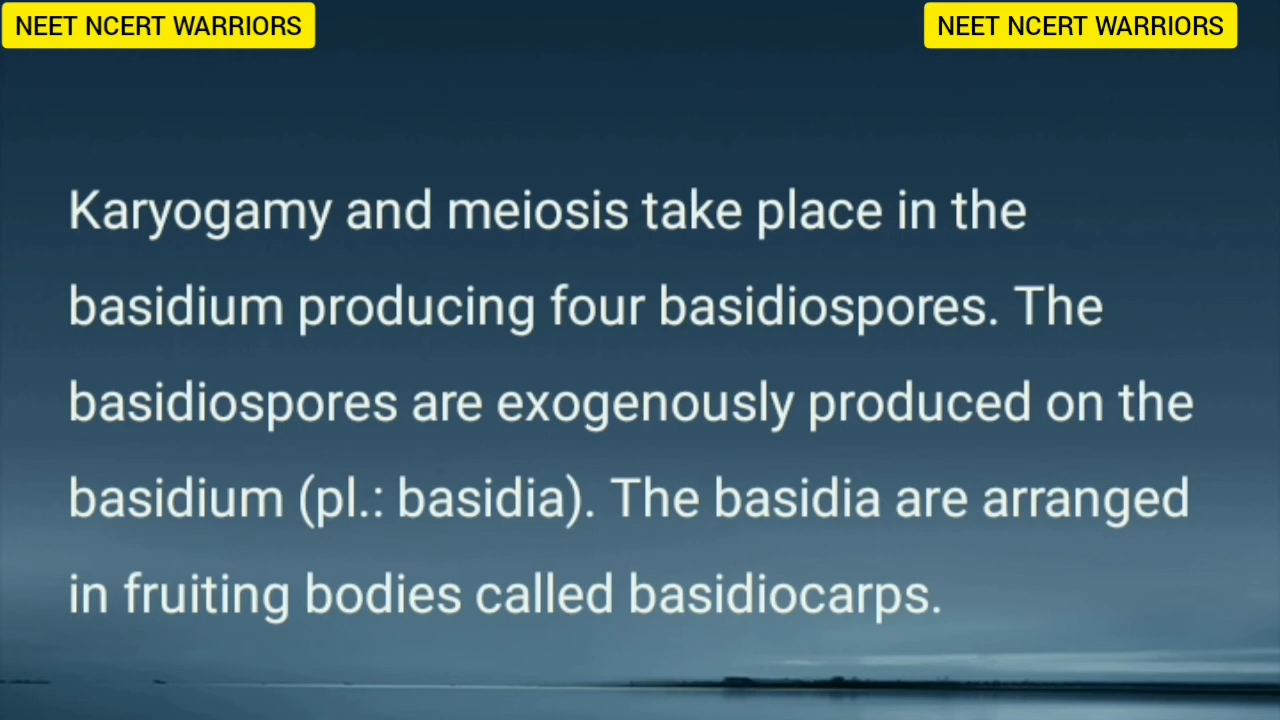 NEET NCERT WARRIORS NEET NCERT WARRIORS
Karyogamy and meiosis take place in the
basidium producing four basidiospores. The
basidiospores are exogenously produced on the
basidium (pl.: basidia). The basidia are arranged
in fruiting bodies called basidiocarps.